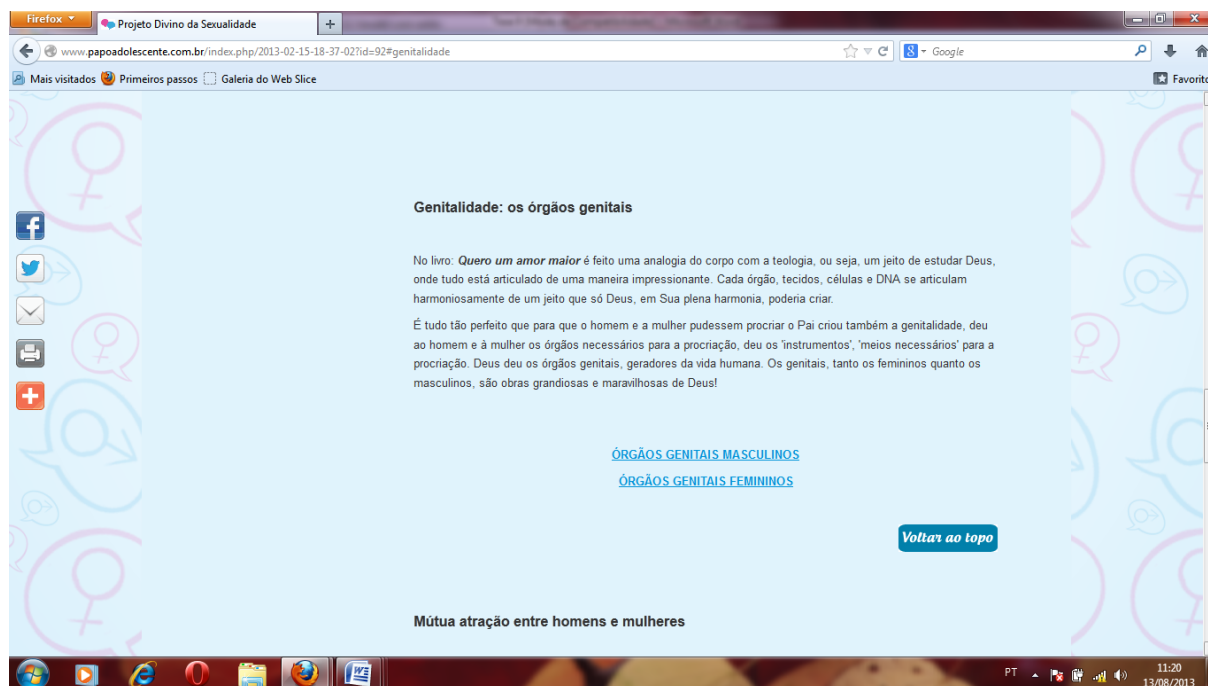 Firefox
Projeto Divino da Sexualidade
www.papoadolescente.com.br/index.php/2013-02-15-18-37-02?id=92#genitalidade
Google
Mais visitados
Primeiros passos
Galeria do Web Slice
Genitalidade: os órgãos genitais
No livro: Quero um amor maior é feito uma analogia do corpo com a teologia, ou seja, um jeito de estudar Deus,
onde tudo está articulado de uma maneira impressionante. Cada órgão, tecidos, células e DNA se articulam
harmoniosamente de um jeito que só Deus, em Sua plena harmonia, poderia criar.
É tudo tão perfeito que para que o homem e a mulher pudessem procriar o Pai criou também a genitalidade, deu
ao homem e à mulher os órgãos necessários para a procriação, deu os 'instrumentos', 'meios necessários' para a
procriação. Deus deu os órgãos genitais, geradores da vida humana. Os genitais, tanto os femininos quanto os
masculinos, são obras grandiosas e maravilhosas de Deus!
ÓRGÃOS GENITAIS MASCULINOS
ÓRGÃOS GENITAIS FEMININOS
Voltar ao topo
Mútua atração entre homens e mulheres
PT
11:20
13/08/2013